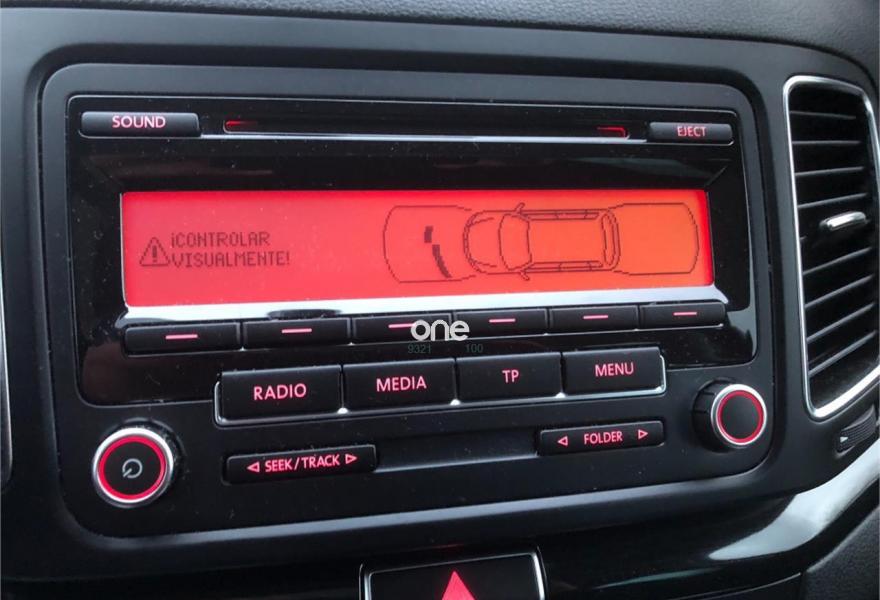 SOUND
EJECT
¡CONTROLAR
VISUALMENTE!
one
9321 100
RADIO
MEDIA
TP
MENU
SEEK/TRACK
FOLDER